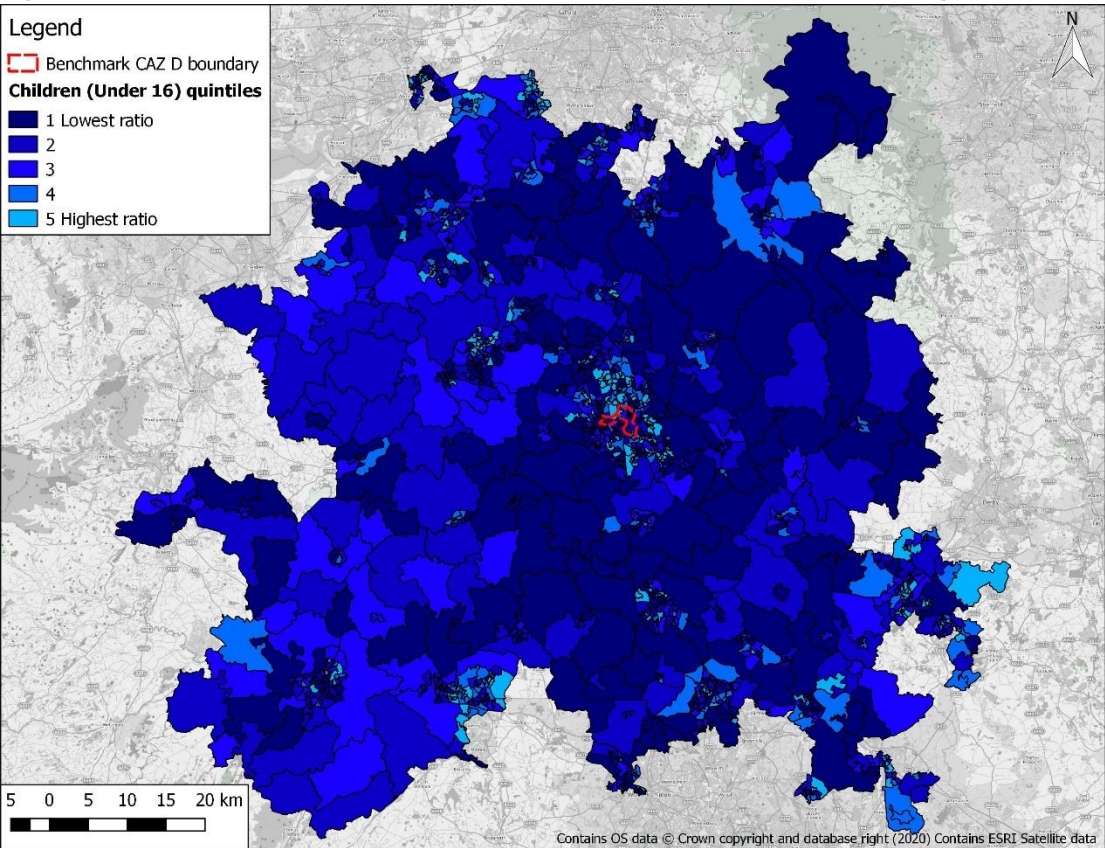 Legend
Benchmark CAZ D boundary
Children (Under 16) quintiles
1 Lowest ratio
2
3
4
5 Highest ratio
N
5 0 5 10 15 20 km
Contains OS data © Crown copyright and database right (2020) Contains ESRI Satellite data